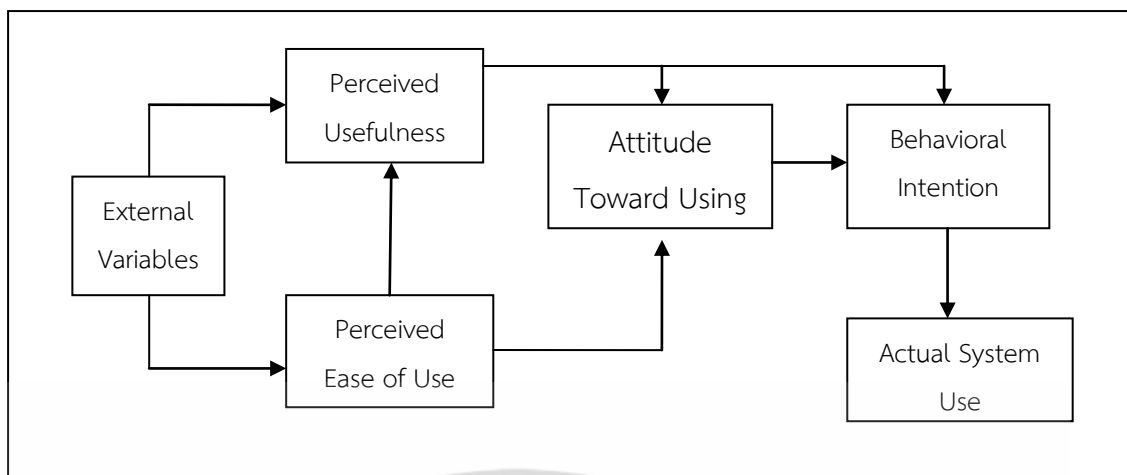 Perceived
Usefulness
Attitude
Toward Using
Behavioral
Intention
External
Variables
Perceived
Ease of Use
Actual System
Use